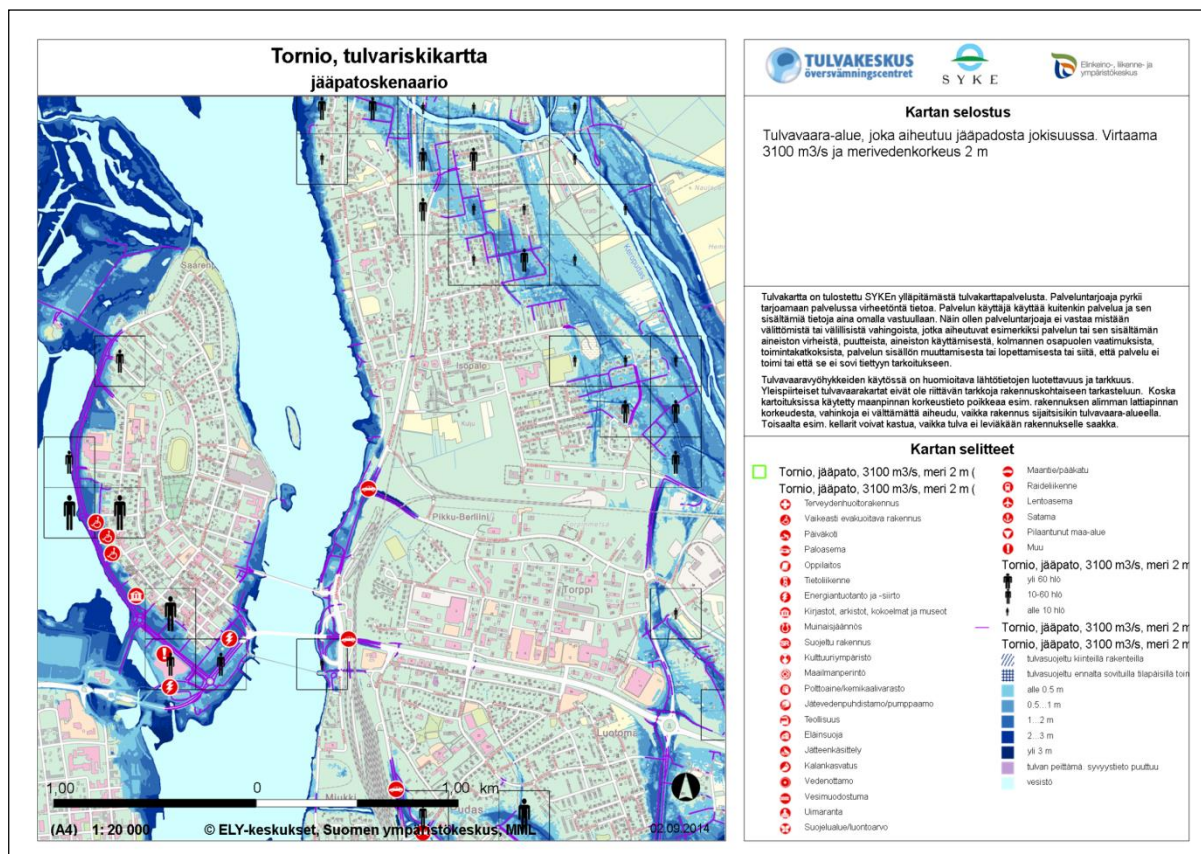 Tornio, tulvariskikartta
jääpatoskenaario
Saarenp
Isopalo
Pikku-Berliini
Torppi
Luotomа
Miukki
Pudas
1,00
0
1,00 km
(A4) 1: 20 000
© ELY-keskukset, Suomen ympäristökeskus, MML
02.09.2014
TULVAKESKUS
översvämningscentret
SYKE
Elinkeino-, liikenne- ja
ympäristökeskus
Kartan selostus
Tulvavaara-alue, joka aiheutuu jääpadosta jokisuussa. Virtaama
3100 m3/s ja merivedenkorkeus 2 m
Tulvakartta on tulostettu SYKEn ylläpitämästä tulvakarttapalvelusta. Palveluntarjoaja pyrkii
tarjoamaan palvelussa virheetöntä tietoa. Palvelun käyttäjä käyttää kuitenkin palvelua ja sen
sisältämiä tietoja aina omalla vastuullaan. Näin ollen palveluntarjoaja ei vastaa mistään
välittömistä tai välillisistä vahingoista, jotka aiheutuvat esimerkiksi palvelun tai sen sisältämän
aineiston virheistä, puutteista, aineiston käyttämisestä, kolmannen osapuolen vaatimuksista,
toimintakatkoksista, palvelun sisällön muuttamisesta tai lopettamisesta tai siitä, että palvelu ei
toimi tai että se ei sovi tiettyyn tarkoitukseen.
Tulvavaaravyöhykkeiden käytössä on huomioitava lähtötietojen luotettavuus ja tarkkuus.
Yleispiirteiset tulvavaarakartat eivät ole riittävän tarkkoja rakennuskohtaiseen tarkasteluun. Koska
kartoituksissa käytetty maanpinnan korkeustieto poikkeaa esim. rakennuksen alimman lattiapinnan
korkeudesta, vahinkoja ei välttämättä aiheudu, vaikka rakennus sijaitsisikin tulvavaara-alueella.
Toisaalta esim. kellarit voivat kastua, vaikka tulva ei leviäkään rakennukselle saakka.
Kartan selitteet
Tornio, jääpato, 3100 m3/s, meri 2 m (
Tornio, jääpato, 3100 m3/s, meri 2 m (
Terveydenhuoltorakennus
Vaikeasti evakuoitava rakennus
Päiväkoti
Paloasema
Oppilaitos
Tietoliikenne
Energiantuotanto ja -siirto
Kirjastot, arkistot, kokoelmat ja museot
Muinaisjäännös
Suojeltu rakennus
Kulttuuriympäristö
Maailmanperintö
Polttoaine/kemikaalivarasto
Jätevedenpuhdistamo/pumppaamo
Teollisuus
Eläinsuoja
Jätteenkäsittely
Kalankasvatus
Vedenottamo
Vesimuodostuma
Uimaranta
Suojelualue/luontoarvo
Maantie/pääkatu
Raideliikenne
Lentoasema
Satama
Pilaantunut maa-alue
Muu
Tornio, jääpato, 3100 m3/s, meri 2 m
yli 60 hlö
10-60 hlö
alle 10 hlö
Tornio, jääpato, 3100 m3/s, meri 2 m
Tornio, jääpato, 3100 m3/s, meri 2 m
tulvasuojeltu kiinteillä rakenteilla
tulvasuojeltu ennalta sovituilla tilapäisillä toin
alle 0.5 m
0.5...1 m
1...2 m
2...3 m
yli 3 m
tulvan peittämä. syvyystieto puuttuu
vesistö